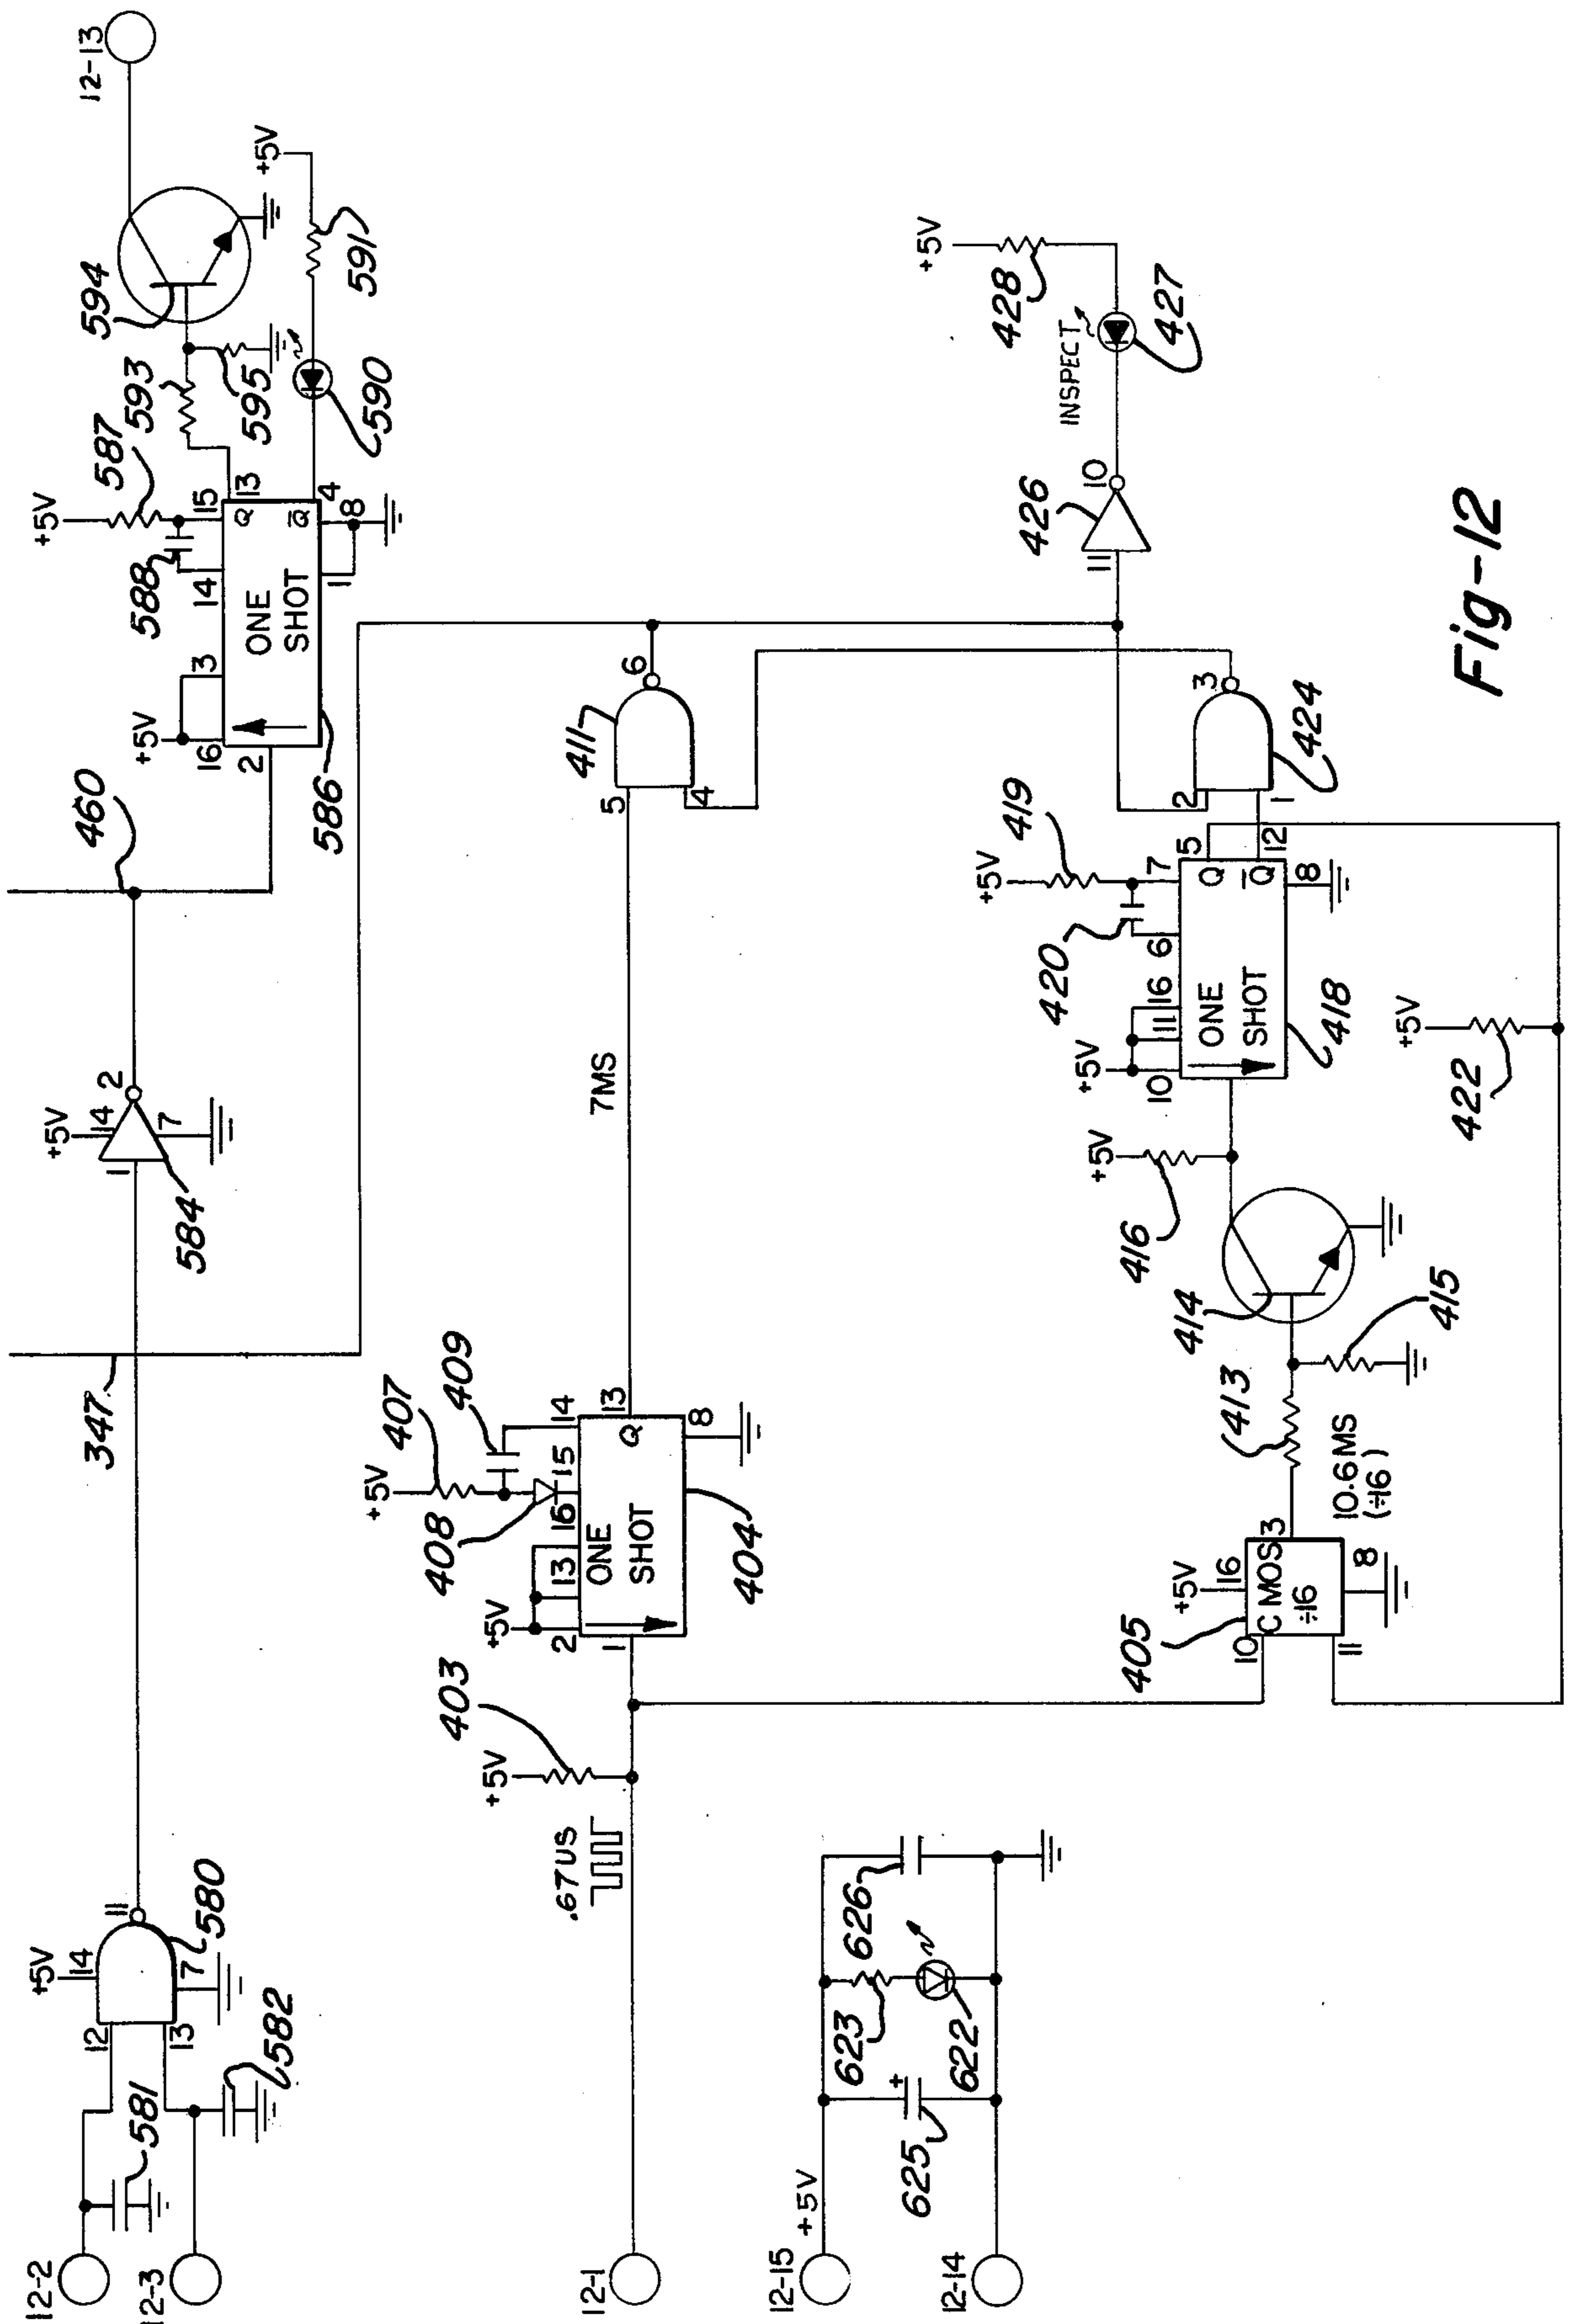 12-2
12-3
581
582
12
13
+5V
14
7
11
580
347
+5V
14
1
2
7
584
460
+5V
16
3
2
14
15
13
4
8
1
Q
Q̅
ONE
SHOT
586
588
+5V
587
593
595
594
590
591
+5V
12-13
12-1
.67US
+5V
403
+5V
2
13
16
15
14
1
ONE
SHOT
Q
13
8
404
+5V
407
408
409
7MS
5
4
6
411
12-15
+5V
12-14
625
623
622
626
405
+5V
10
16
C MOS
÷16
3
11
8
10.6 MS
(÷16)
413
415
414
416
+5V
+5V
10
11
16
6
7
ONE
SHOT
Q
Q̅
5
12
8
418
420
419
+5V
+5V
422
2
1
3
424
11
10
426
INSPECT
427
428
+5V
Fig-12